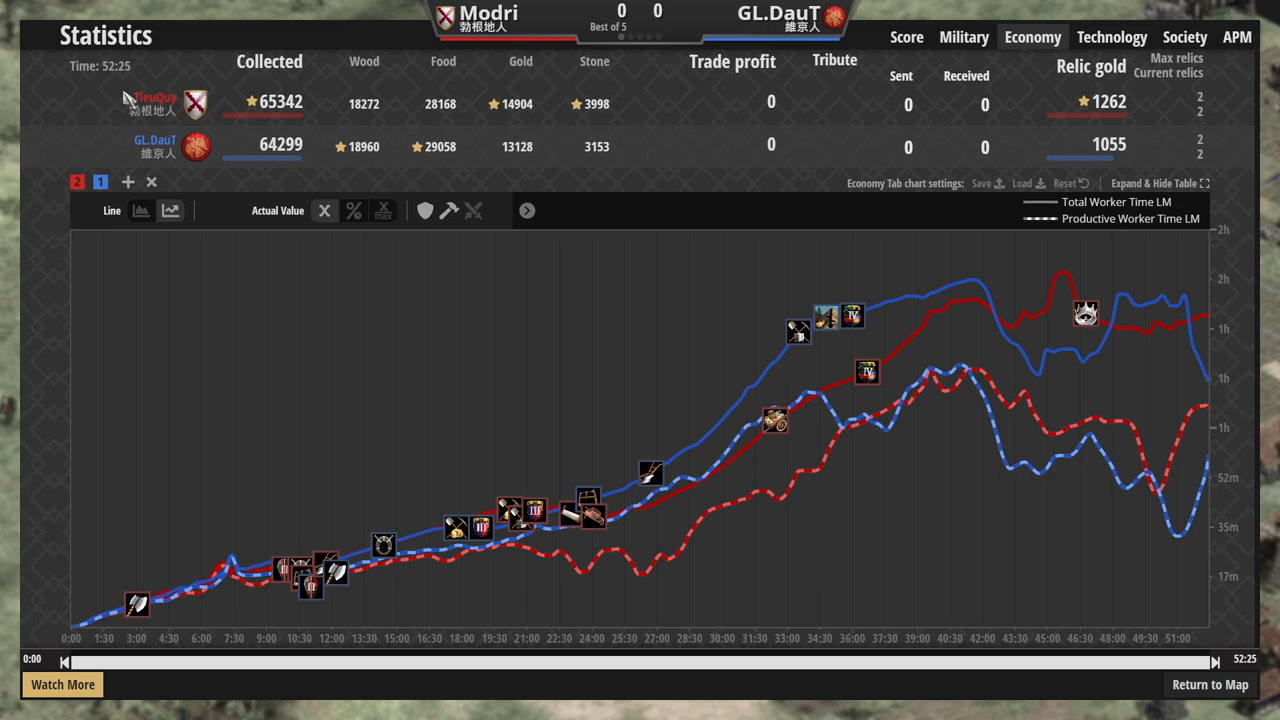 Modri 0 0 GL.DauT
勃根地人 Best of 5 維京人
Statistics
Score Military Economy Technology Society APM
Time: 52:25
Collected Wood Food Gold Stone Trade profit Tribute Sent Received Relic gold Max relics
Current relics
TieuQuy 65342 18272 28168 14904 3998 0 0 0 1262 2
勃根地人 2
GL.DauT 64299 18960 29058 13128 3153 0 0 0 1055 2
維京人 2
2 1 Economy Tab chart settings: Save Load Reset Expand & Hide Table
Line Actual Value X % X max
Total Worker Time LM
Productive Worker Time LM
2h
2h
1h
1h
1h
52m
35m
17m
IV
IV
III
III
II
II
0:00 1:30 3:00 4:30 6:00 7:30 9:00 10:30 12:00 13:30 15:00 16:30 18:00 19:30 21:00 22:30 24:00 25:30 27:00 28:30 30:00 31:30 33:00 34:30 36:00 37:30 39:00 40:30 42:00 43:30 45:00 46:30 48:00 49:30 51:00
0:00 52:25
Watch More Return to Map